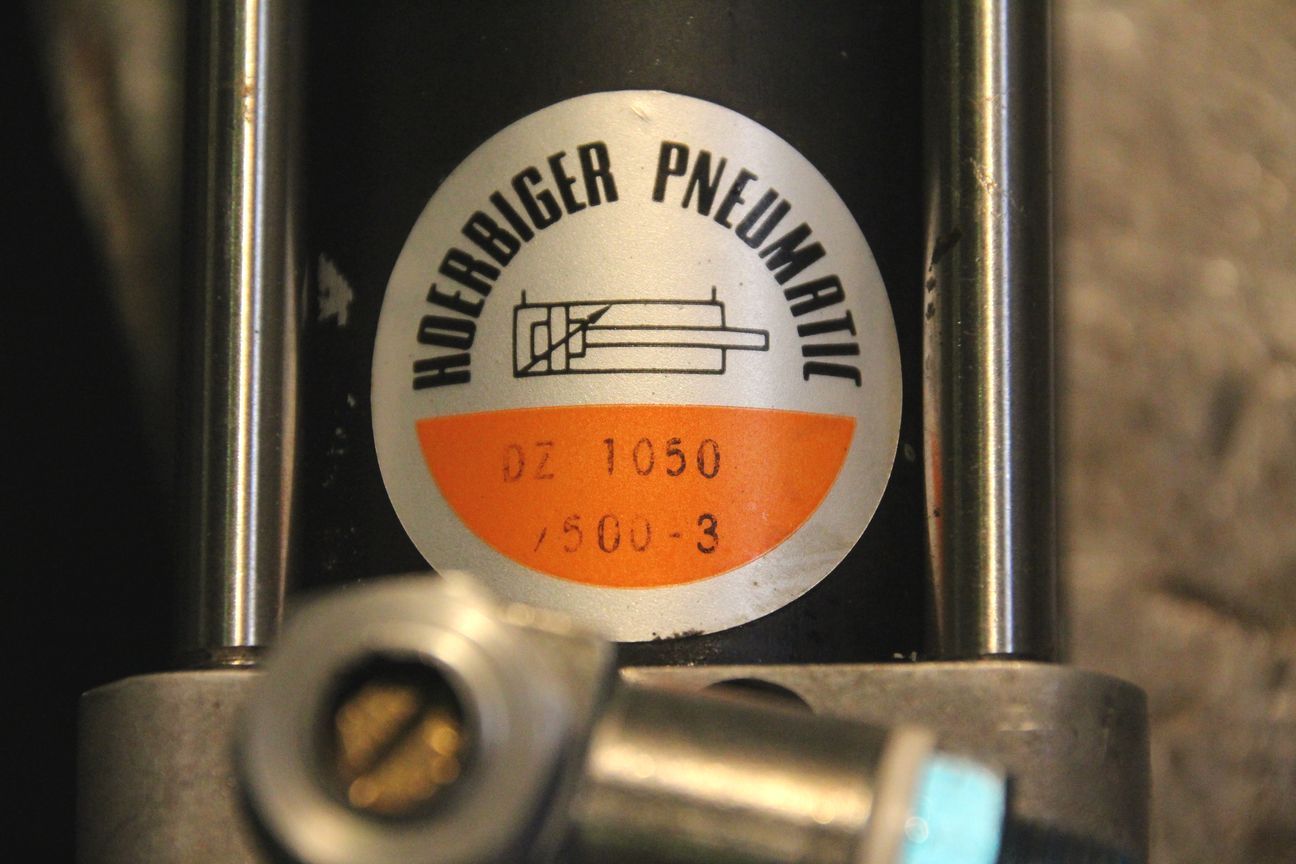 HOERBIGER PNEUMATIC
DZ 1050
/500-3